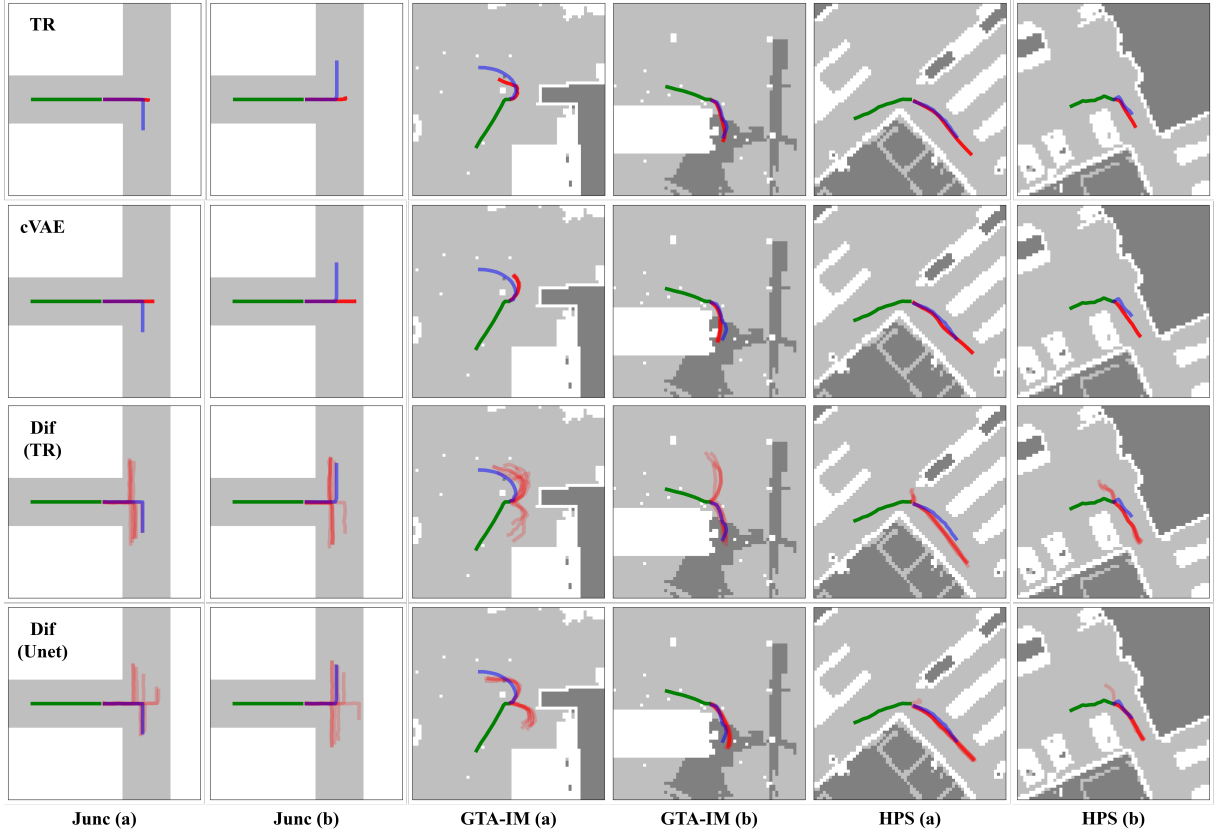 TR
cVAE
Dif
(TR)
Dif
(Unet)
Junc (a)
Junc (b)
GTA-IM (a)
GTA-IM (b)
HPS (a)
HPS (b)